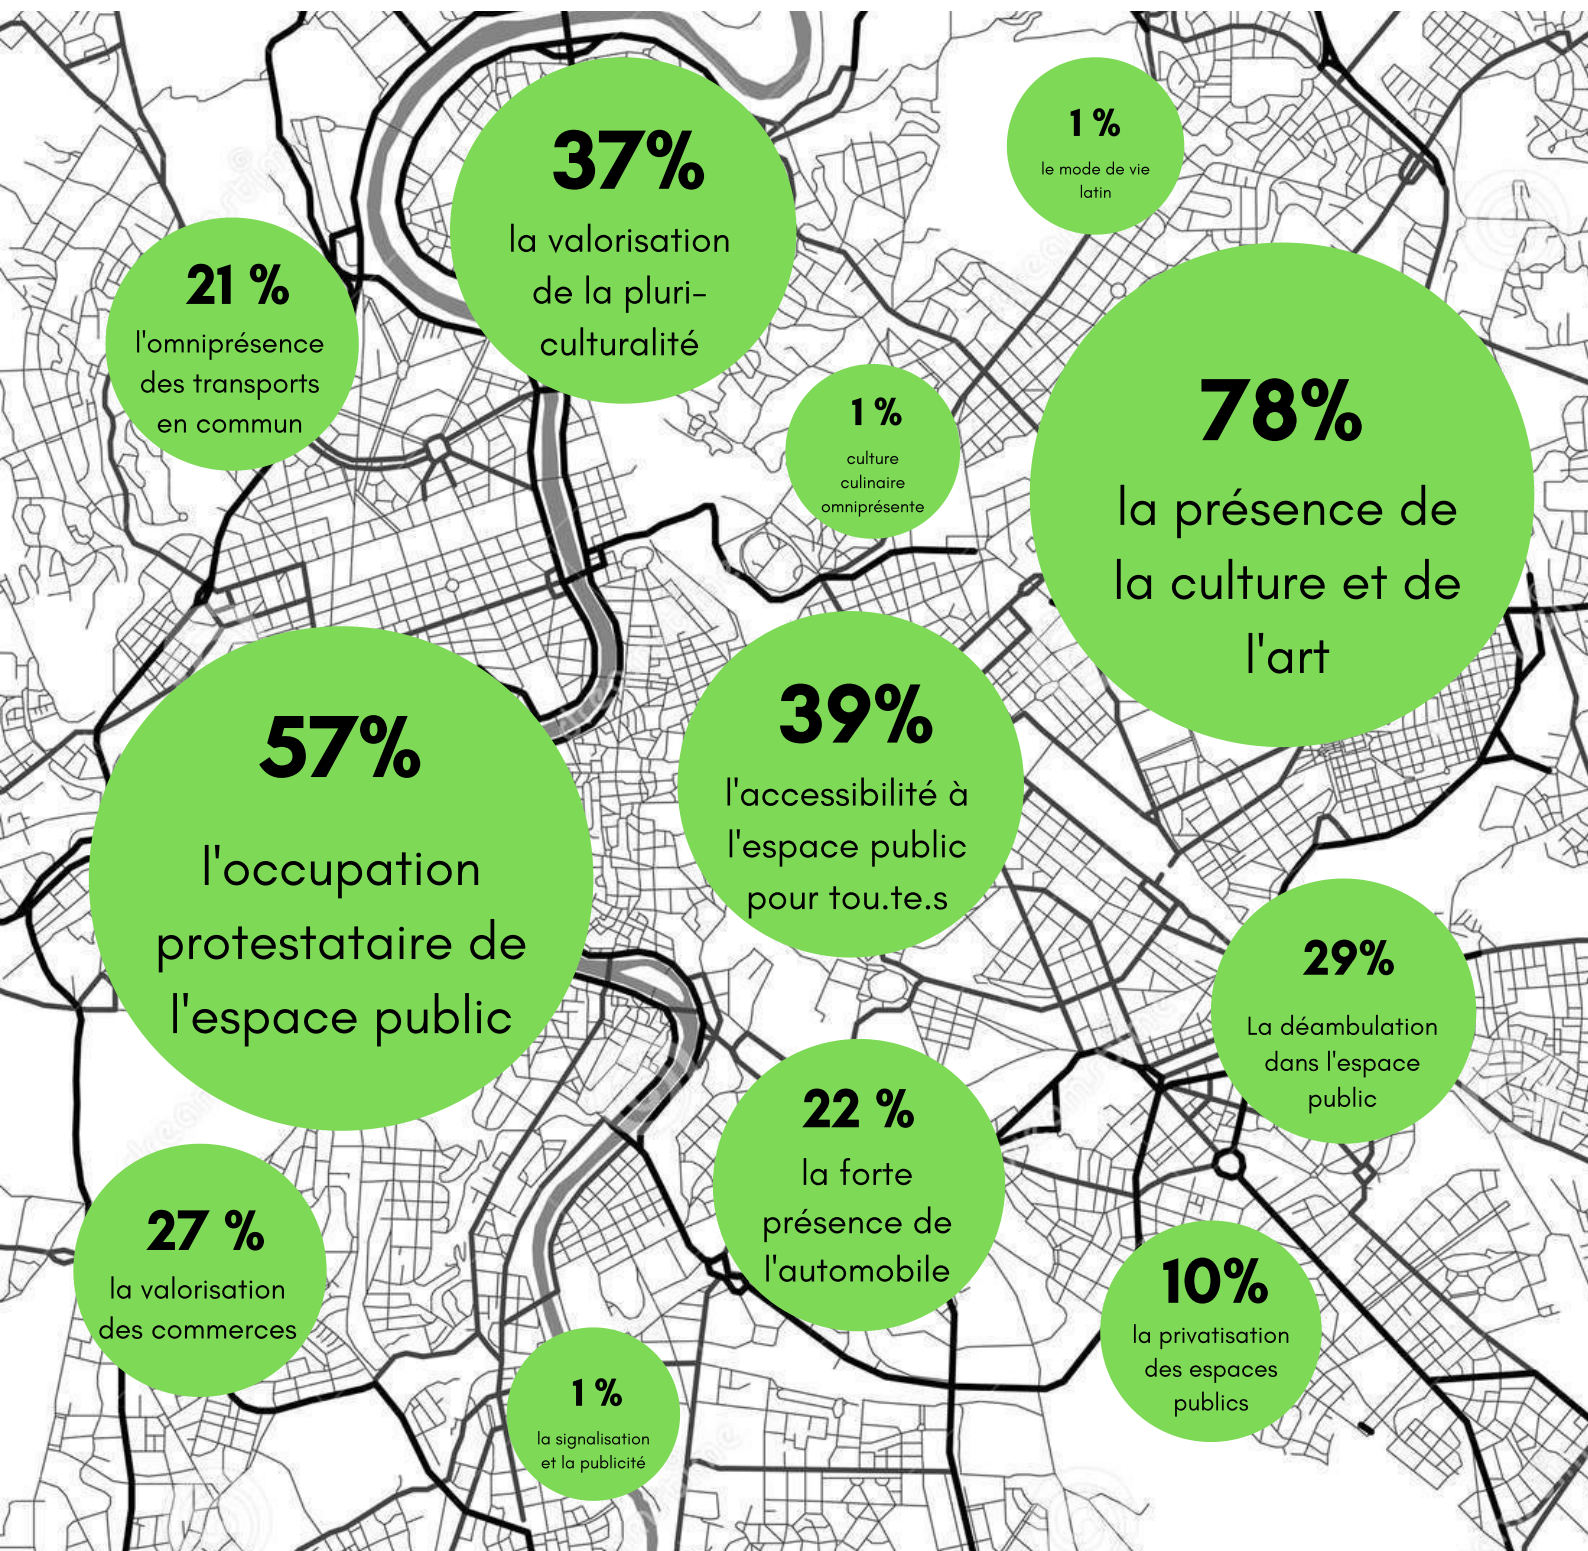 37%
la valorisation
de la pluri-
culturalité
1 %
le mode de vie
latin
21 %
l'omniprésence
des transports
en commun
1 %
culture
culinaire
omniprésente
78%
la présence de
la culture et de
l'art
57%
l'occupation
protestataire de
l'espace public
39%
l'accessibilité à
l'espace public
pour tou.te.s
29%
La déambulation
dans l'espace
public
22 %
la forte
présence de
l'automobile
27 %
la valorisation
des commerces
10%
la privatisation
des espaces
publics
1 %
la signalisation
et la publicité